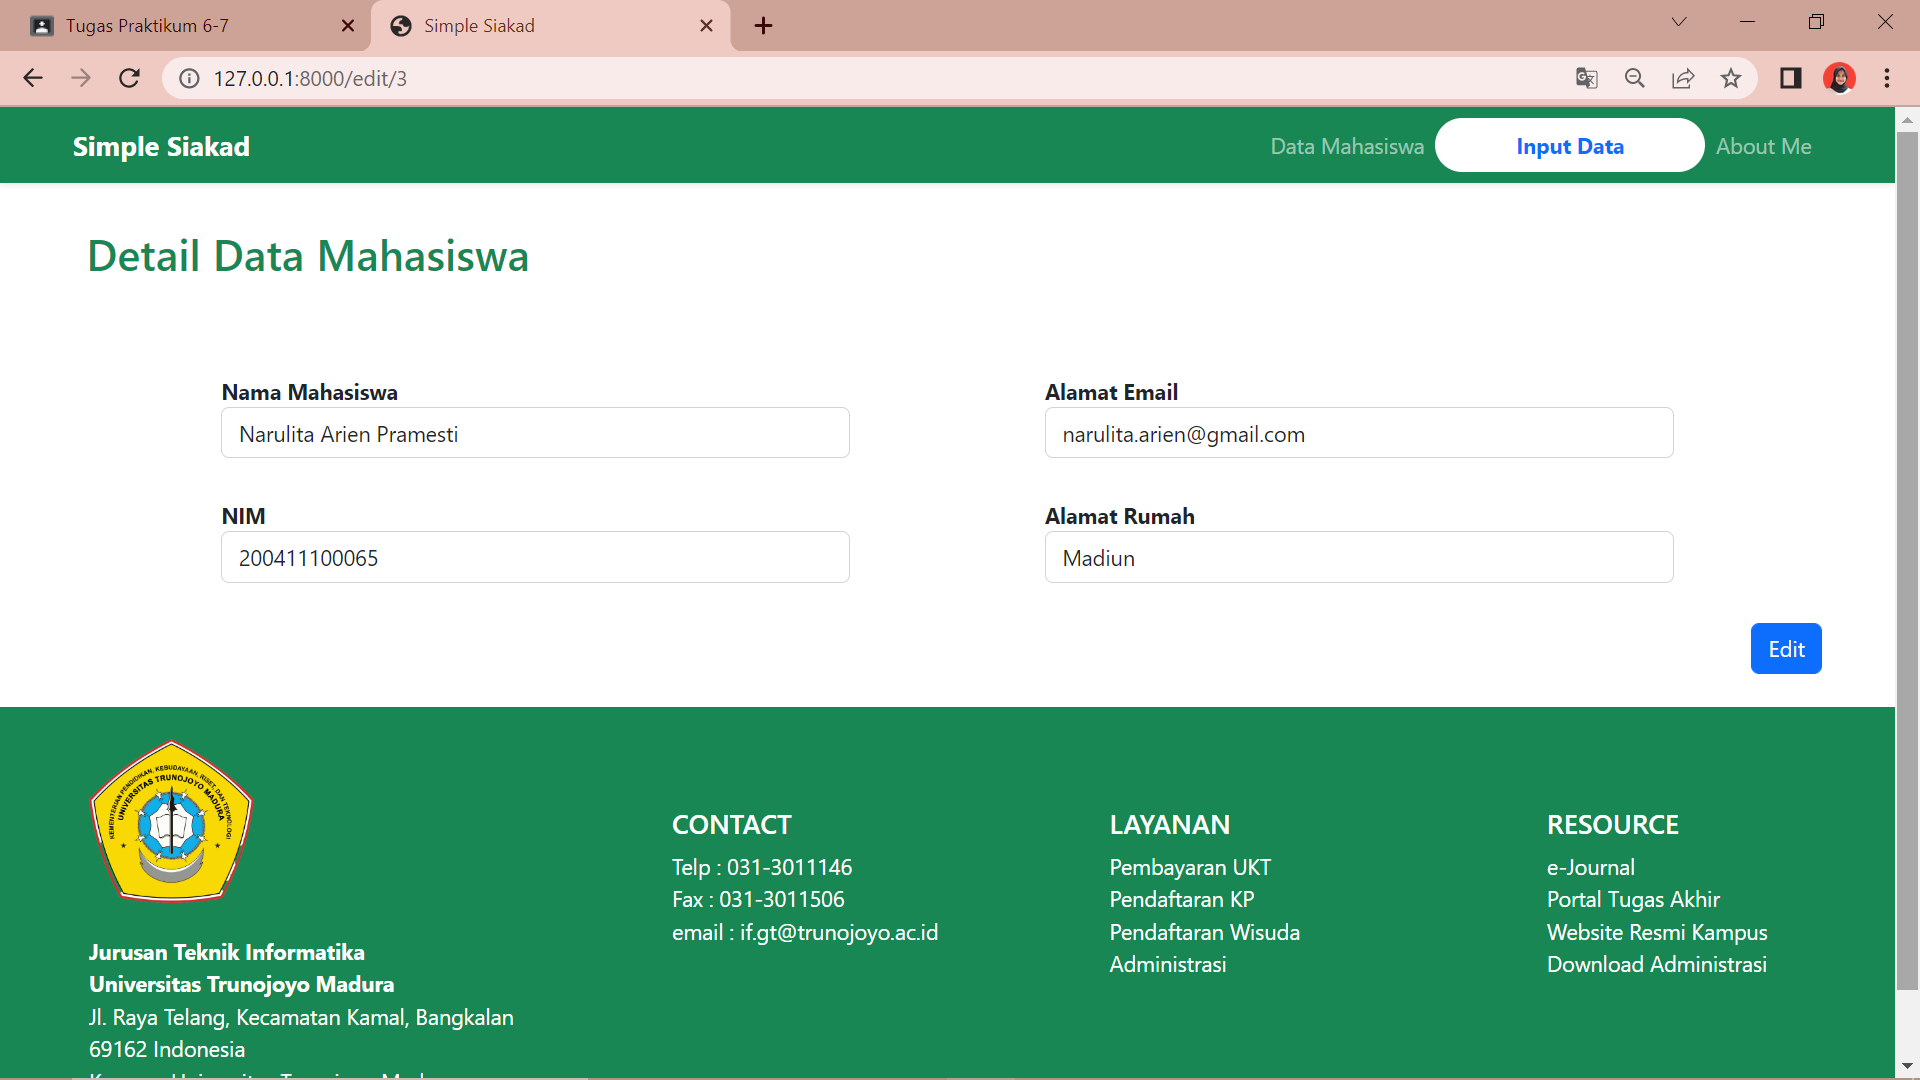 Tugas Praktikum 6-7
Simple Siakad
127.0.0.1:8000/edit/3
Simple Siakad
Data Mahasiswa
Input Data
About Me
Detail Data Mahasiswa
Nama Mahasiswa
Narulita Arien Pramesti
Alamat Email
narulita.arien@gmail.com
NIM
200411100065
Alamat Rumah
Madiun
Edit
KEMENTERIAN PENDIDIKAN, KEBUDAYAAN, RISET, DAN TEKNOLOGI
UNIVERSITAS TRUNOJOYO MADURA
Jurusan Teknik Informatika
Universitas Trunojoyo Madura
Jl. Raya Telang, Kecamatan Kamal, Bangkalan
69162 Indonesia
CONTACT
Telp : 031-3011146
Fax : 031-3011506
email : if.gt@trunojoyo.ac.id
LAYANAN
Pembayaran UKT
Pendaftaran KP
Pendaftaran Wisuda
Administrasi
RESOURCE
e-Journal
Portal Tugas Akhir
Website Resmi Kampus
Download Administrasi